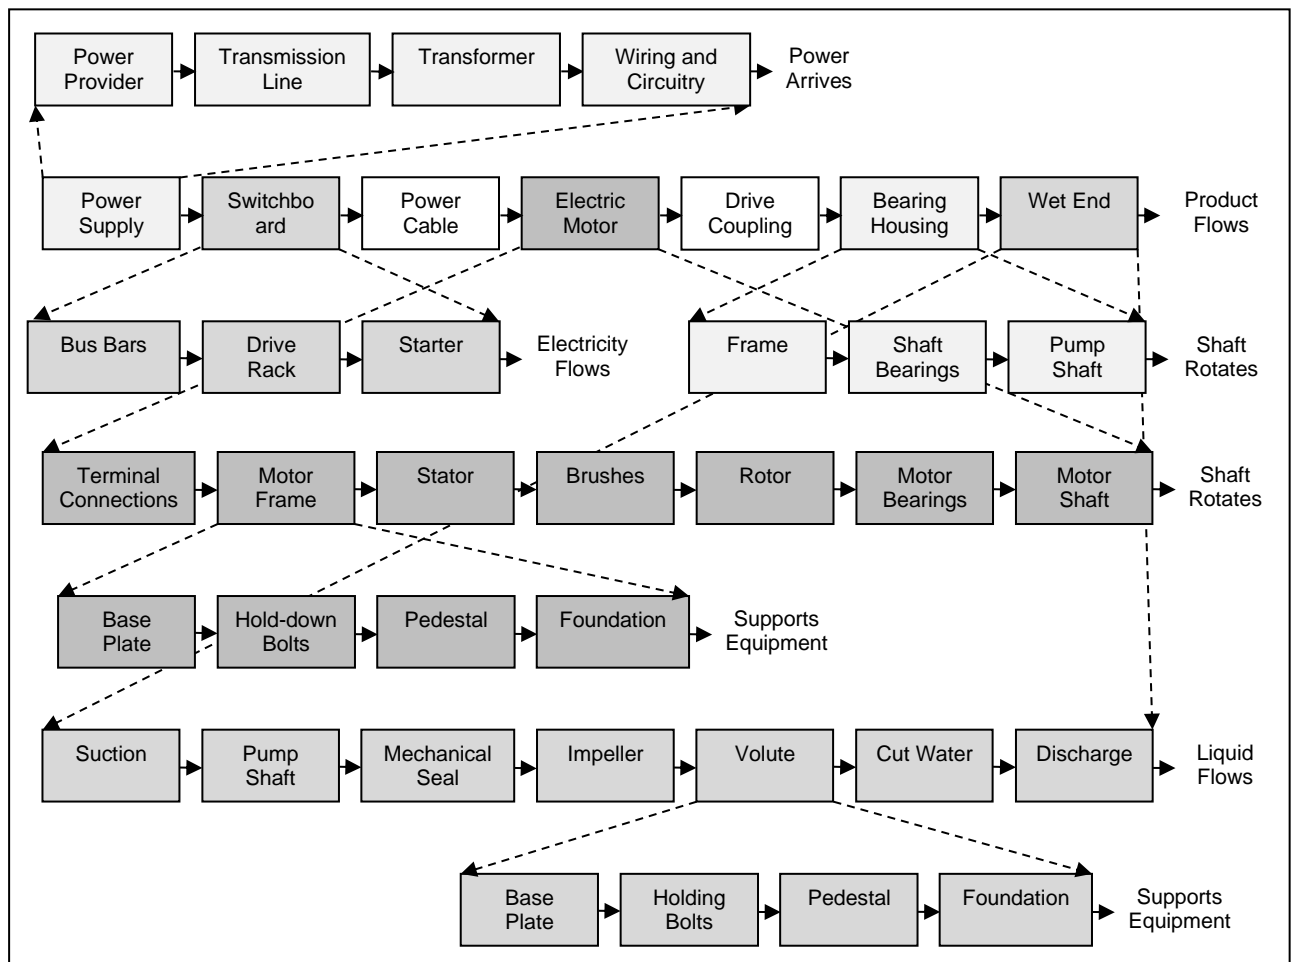 Power
Provider
Transmission
Line
Transformer
Wiring and
Circuitry
Power
Arrives
Power
Supply
Switchbo
ard
Power
Cable
Electric
Motor
Drive
Coupling
Bearing
Housing
Wet End
Product
Flows
Bus Bars
Drive
Rack
Starter
Electricity
Flows
Frame
Shaft
Bearings
Pump
Shaft
Shaft
Rotates
Terminal
Connections
Motor
Frame
Stator
Brushes
Rotor
Motor
Bearings
Motor
Shaft
Shaft
Rotates
Base
Plate
Hold-down
Bolts
Pedestal
Foundation
Supports
Equipment
Suction
Pump
Shaft
Mechanical
Seal
Impeller
Volute
Cut Water
Discharge
Liquid
Flows
Base
Plate
Holding
Bolts
Pedestal
Foundation
Supports
Equipment